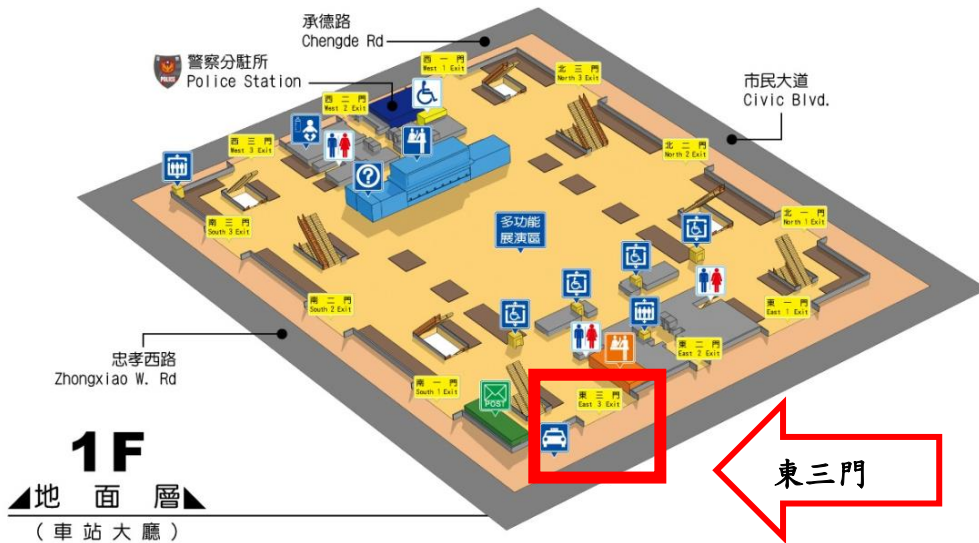 承德路
Chengde Rd
警察分駐所
Police Station
POLICE
市民大道
Civic Blvd.
西一門
West 1 Exit
北三門
North 3 Exit
西二門
West 2 Exit
西三門
West 3 Exit
北二門
North 2 Exit
?
南三門
South 3 Exit
北一門
North 1 Exit
多功能
展演區
南二門
South 2 Exit
東一門
East 1 Exit
東二門
East 2 Exit
忠孝西路
Zhongxiao W. Rd
南一門
South 1 Exit
POST
東三門
East 3 Exit
東三門
1F
地面層
(車站大廳)